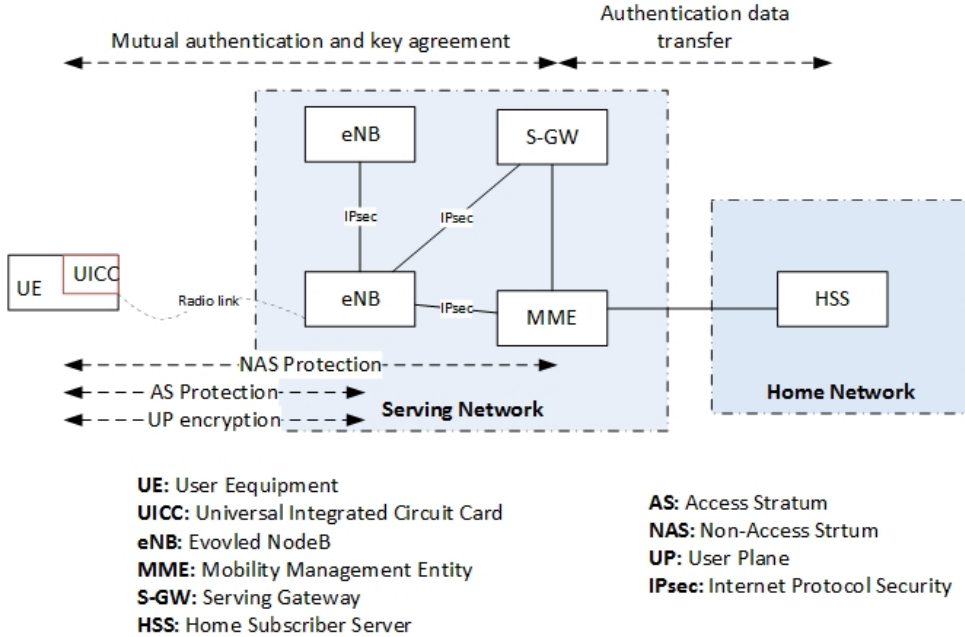 Authentication data
transfer
Mutual authentication and key agreement
eNB
S-GW
IPsec
IPsec
UE
UICC
Radio link
eNB
IPsec
MME
HSS
NAS Protection
AS Protection
UP encryption
Serving Network
Home Network
UE: User Eequipment
UICC: Universal Integrated Circuit Card
eNB: Evovled NodeB
MME: Mobility Management Entity
S-GW: Serving Gateway
HSS: Home Subscriber Server
AS: Access Stratum
NAS: Non-Access Strtum
UP: User Plane
IPsec: Internet Protocol Security